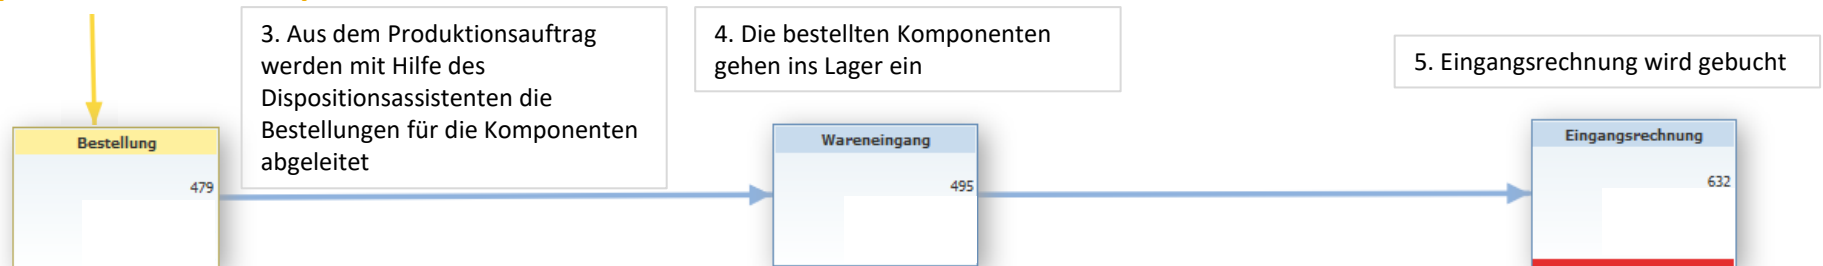 3. Aus dem Produktionsauftrag
werden mit Hilfe des
Dispositionsassistenten die
Bestellungen für die Komponenten
abgeleitet
4. Die bestellten Komponenten
gehen ins Lager ein
5. Eingangsrechnung wird gebucht
Bestellung
479
Wareneingang
495
Eingangsrechnung
632